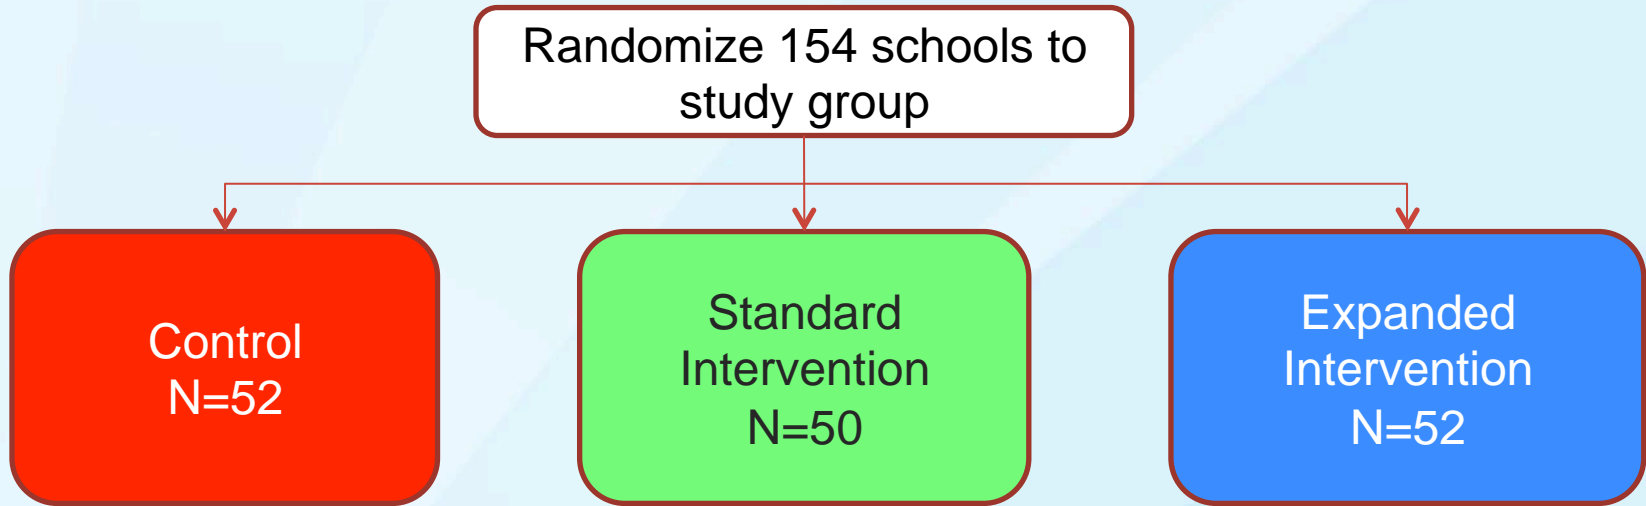 Randomize 154 schools to
study group
Control
N=52
Standard
Intervention
N=50
Expanded
Intervention
N=52